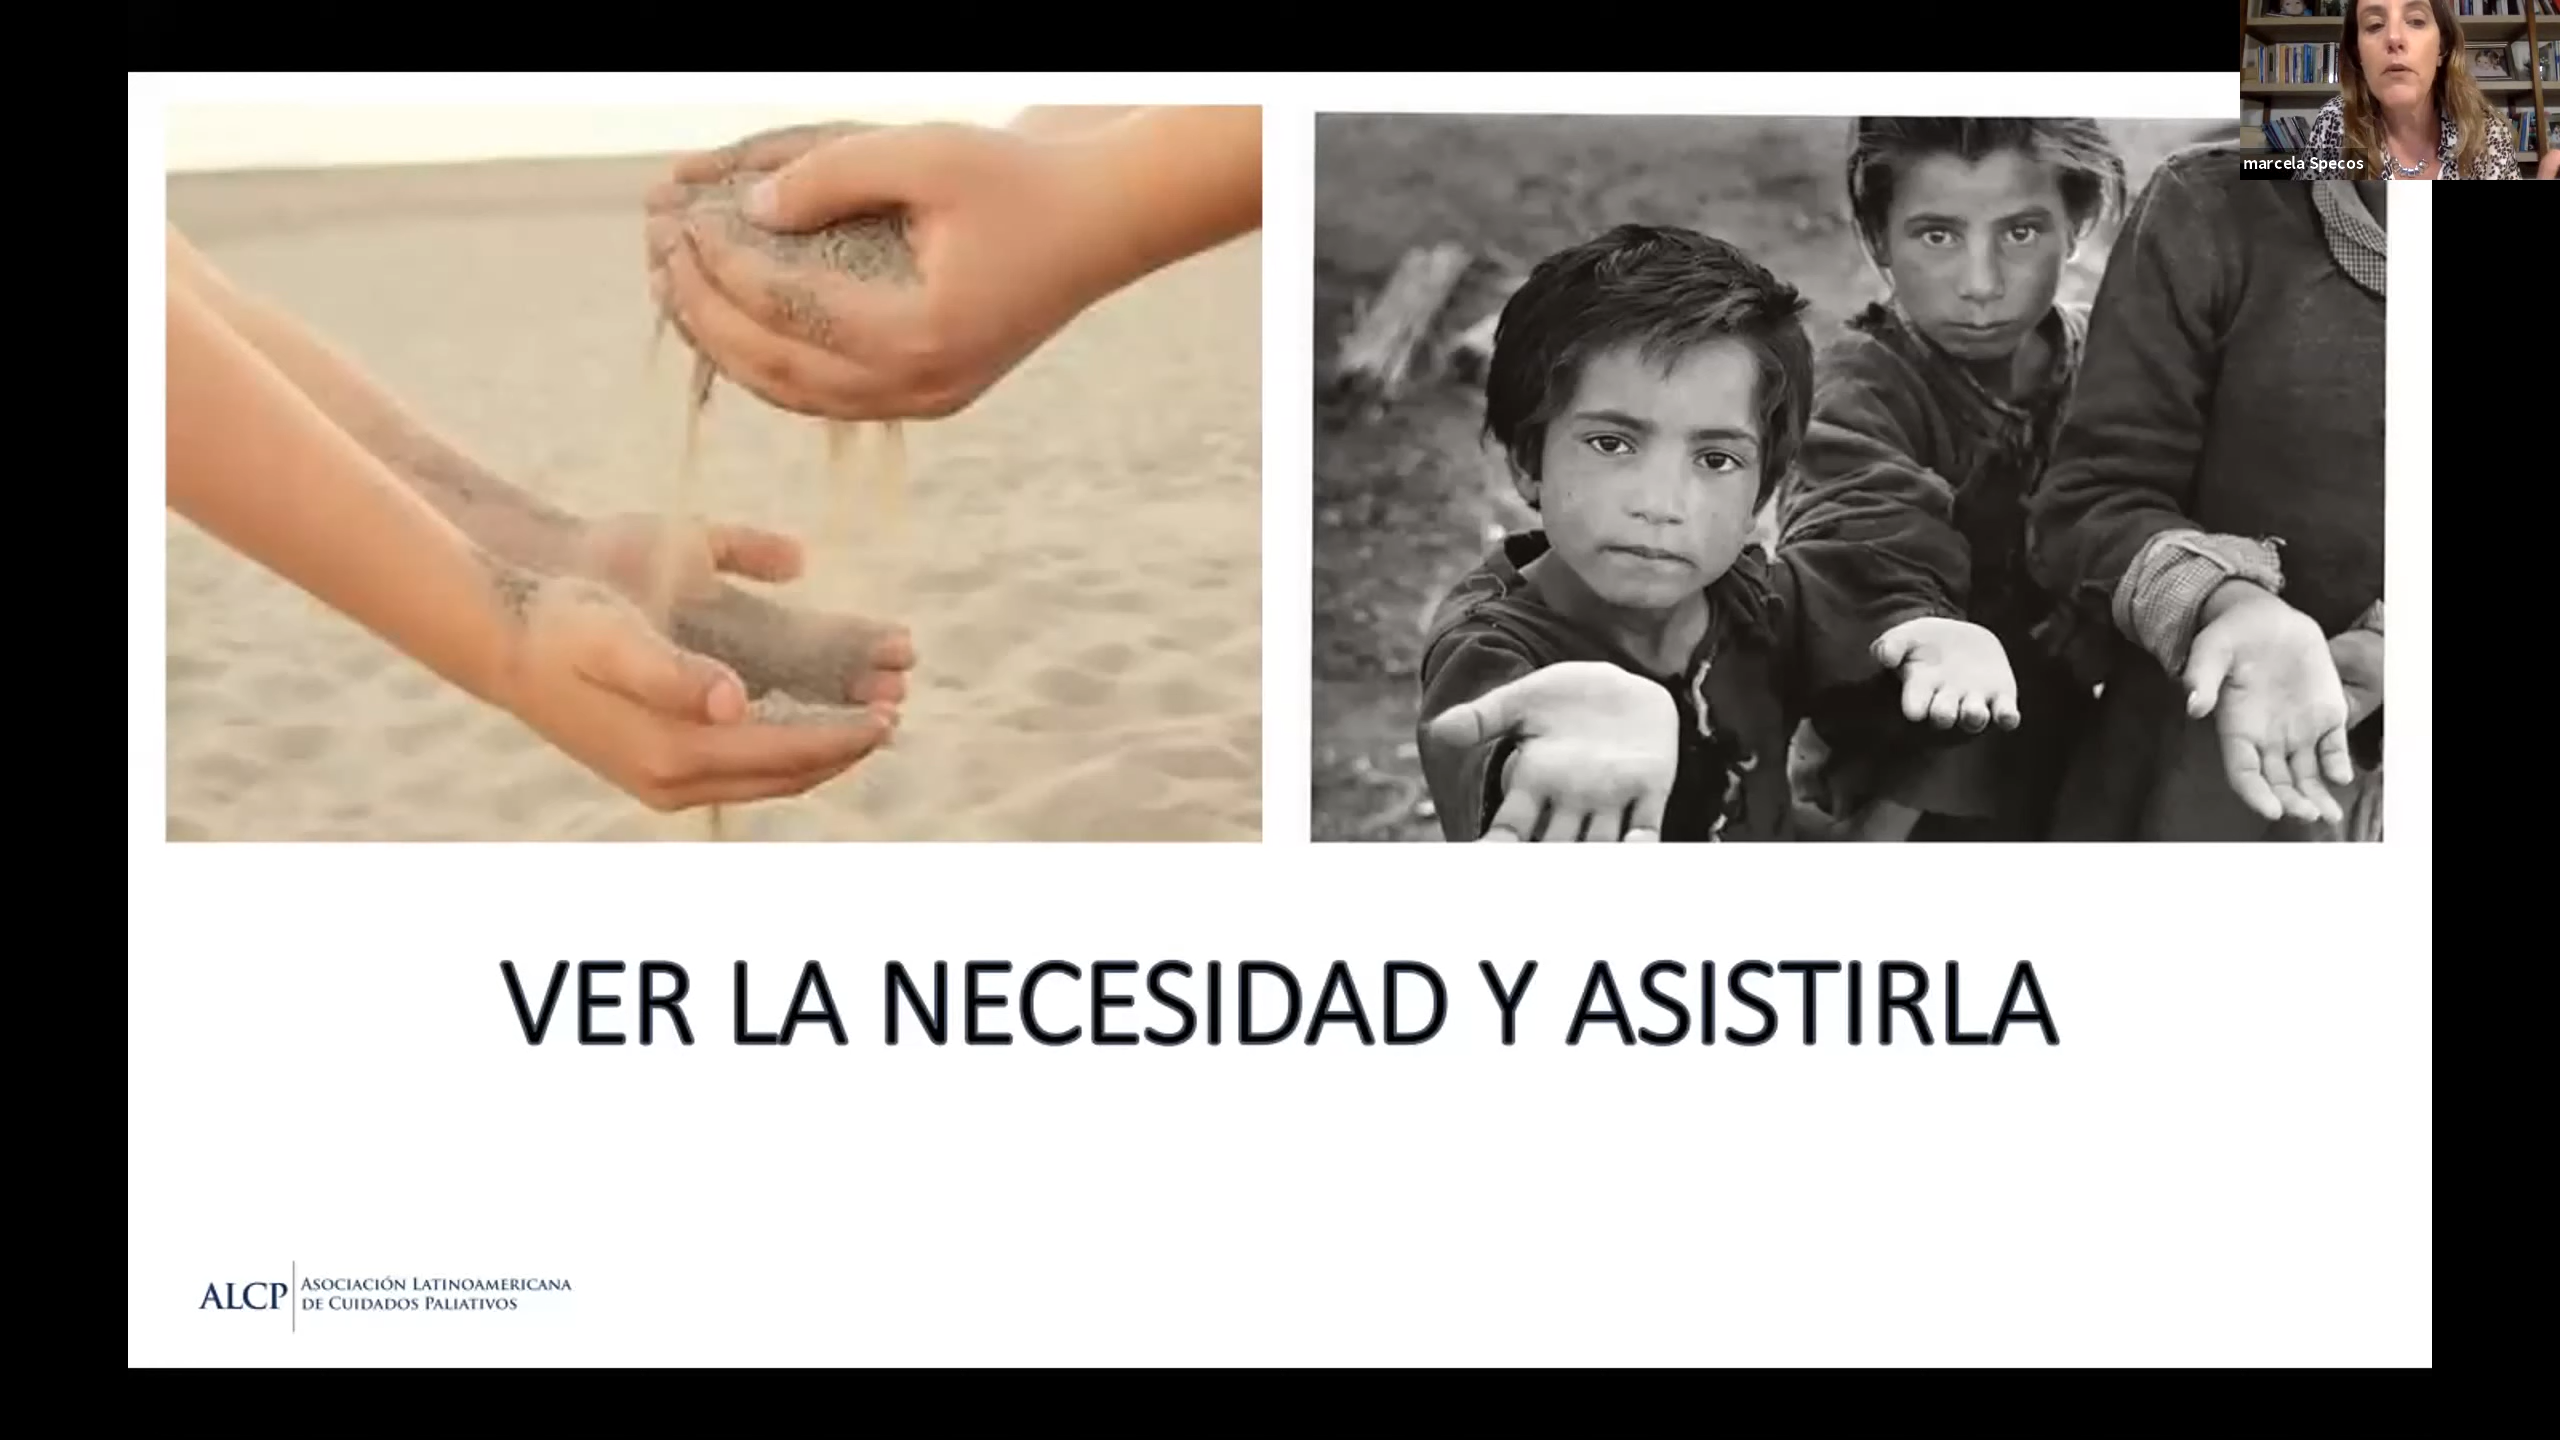 marcela Specos
VER LA NECESIDAD Y ASISTIRLA
ALCP
ASOCIACIÓN LATINOAMERICANA
DE CUIDADOS PALIATIVOS